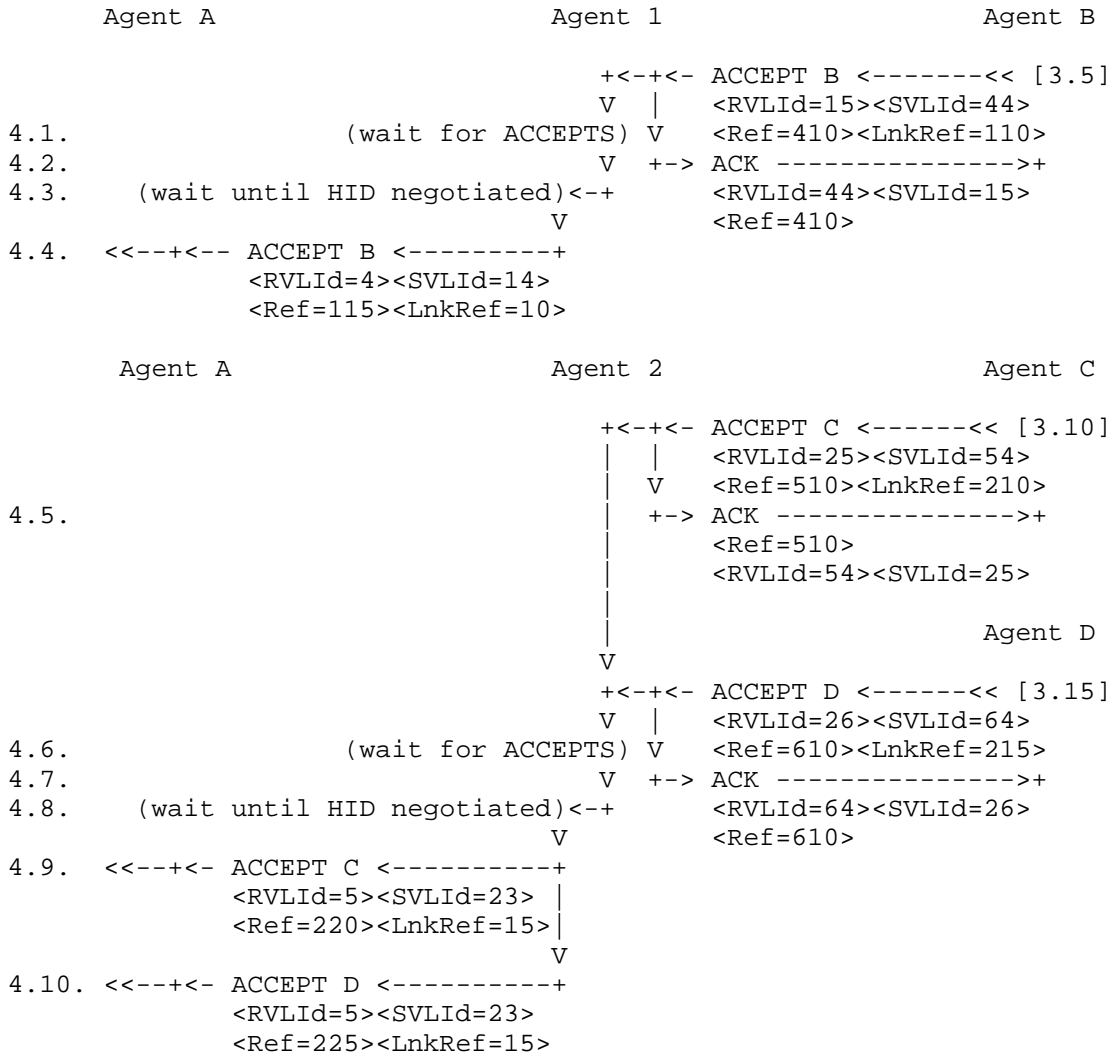 Agent A                      Agent 1                     Agent B
+<-+<- ACCEPT B <-------<< [3.5]
V  |   <RVLId=15><SVLId=44>
4.1.                 (wait for ACCEPTS) V   <Ref=410><LnkRef=110>
4.2.                                 V  +-> ACK --------------->+
4.3.    (wait until HID negotiated)<-+      <RVLId=44><SVLId=15>
V         <Ref=410>
4.4.  <<--+<-- ACCEPT B <---------+
<RVLId=4><SVLId=14>
<Ref=115><LnkRef=10>
Agent A                     Agent 2                    Agent C
+<-+<- ACCEPT C <------<< [3.10]
|  |   <RVLId=25><SVLId=54>
|  V   <Ref=510><LnkRef=210>
4.5.                                 |  +-> ACK --------------->+
|      <Ref=510>
|      <RVLId=54><SVLId=25>
|
|                       Agent D
V
+<-+<- ACCEPT D <------<< [3.15]
V  |   <RVLId=26><SVLId=64>
4.6.                 (wait for ACCEPTS) V   <Ref=610><LnkRef=215>
4.7.                                 V  +-> ACK --------------->+
4.8.    (wait until HID negotiated)<-+      <RVLId=64><SVLId=26>
V         <Ref=610>
4.9.  <<--+<- ACCEPT C <----------+
<RVLId=5><SVLId=23> |
<Ref=220><LnkRef=15>|
V
4.10. <<--+<- ACCEPT D <----------+
<RVLId=5><SVLId=23>
<Ref=225><LnkRef=15>